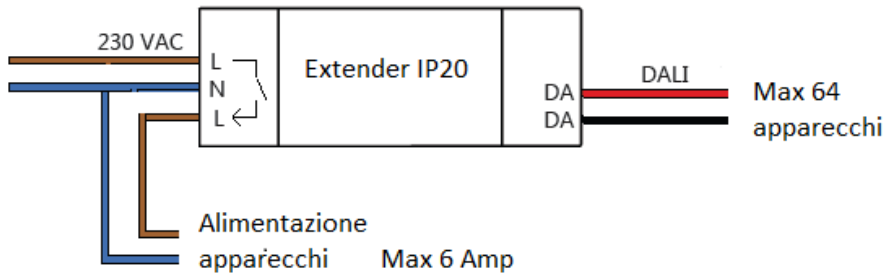 230 VAC
L
N
L
Extender IP20
DA
DA
DALI
Max 64
apparecchi
Alimentazione
apparecchi Max 6 Amp